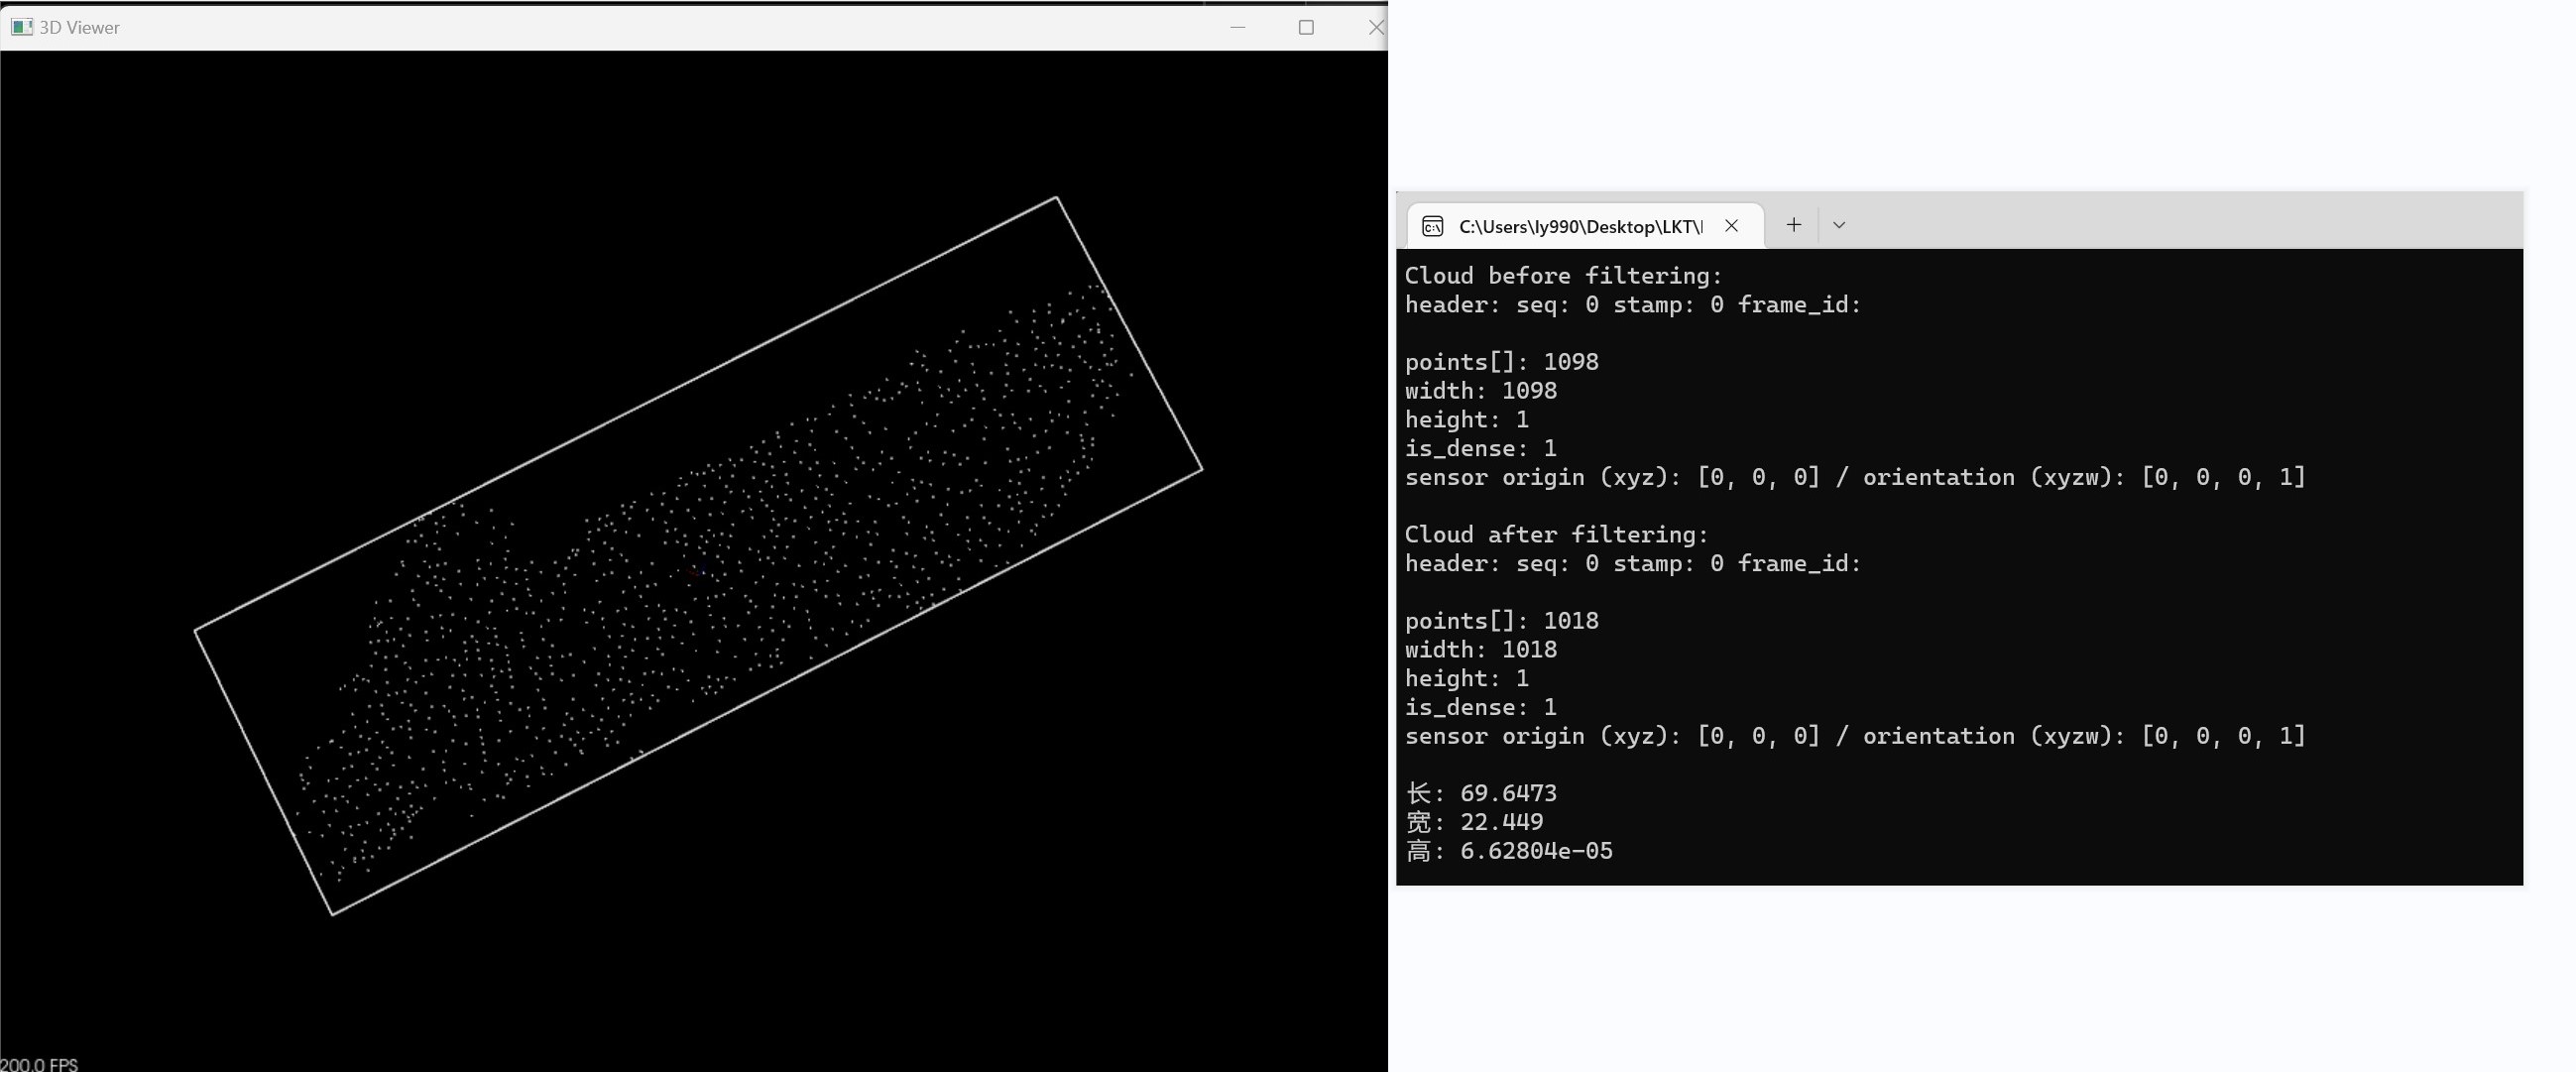 3D Viewer
200.0 FPS
C:\Users\ly990\Desktop\LKT\
Cloud before filtering:
header: seq: 0 stamp: 0 frame_id:
points[]: 1098
width: 1098
height: 1
is_dense: 1
sensor origin (xyz): [0, 0, 0] / orientation (xyzw): [0, 0, 0, 1]
Cloud after filtering:
header: seq: 0 stamp: 0 frame_id:
points[]: 1018
width: 1018
height: 1
is_dense: 1
sensor origin (xyz): [0, 0, 0] / orientation (xyzw): [0, 0, 0, 1]
长: 69.6473
宽: 22.449
高: 6.62804e-05